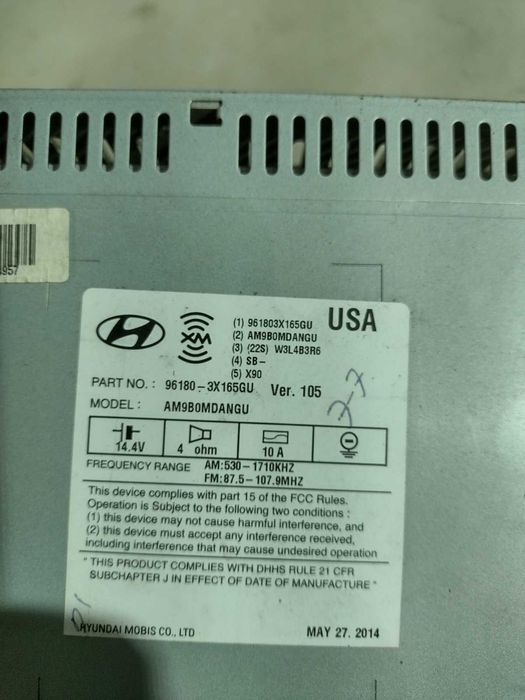 957
XM
(1) 961803X165GU
(2) AM9B0MDANGU
(3) (22S) W3L4B3R6
(4) SB-
(5) X90
USA
PART NO. : 96180-3X165GU Ver. 105
MODEL : AM9B0MDANGU
14.4V
4 ohm
10 A
FREQUENCY RANGE AM:530-1710KHZ
FM:87.5-107.9MHZ
This device complies with part 15 of the FCC Rules.
Operation is Subject to the following two conditions :
(1) this device may not cause harmful interference, and
(2) this device must accept any interference received,
including interference that may cause undesired operation
" THIS PRODUCT COMPLIES WITH DHHS RULE 21 CFR
SUBCHAPTER J IN EFFECT OF DATE OF MANUFACTURE "
HYUNDAI MOBIS CO., LTD MAY 27. 2014